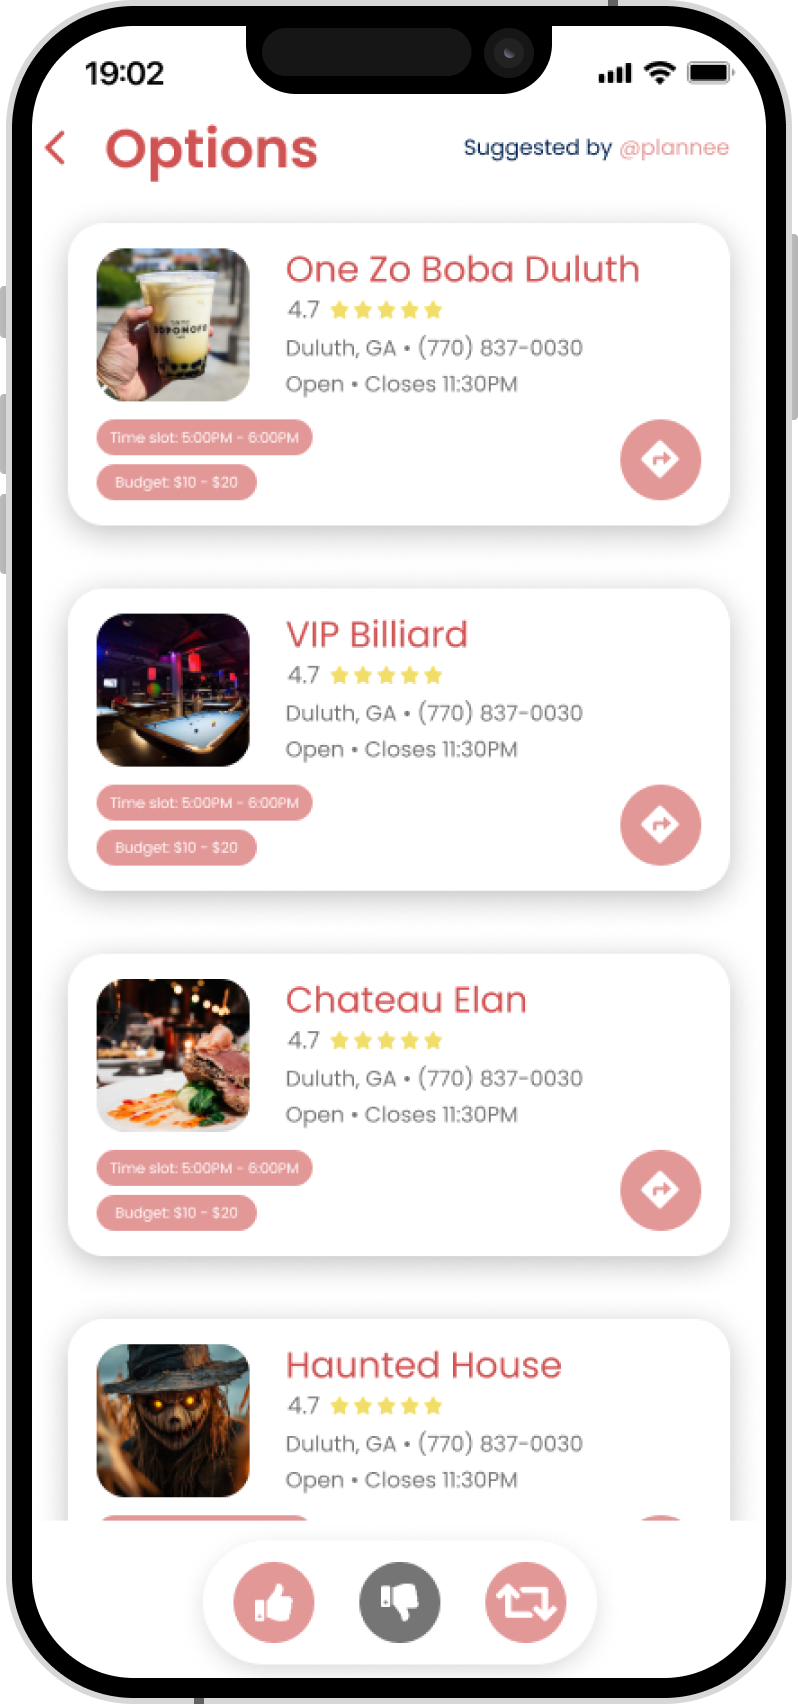 19:02
Options
Suggested by @plannee
One Zo Boba Duluth
4.7
Duluth, GA • (770) 837-0030
Open • Closes 11:30PM
Time slot: 5:00PM - 6:00PM
Budget: $10 - $20
VIP Billiard
4.7
Duluth, GA • (770) 837-0030
Open • Closes 11:30PM
Time slot: 5:00PM - 6:00PM
Budget: $10 - $20
Chateau Elan
4.7
Duluth, GA • (770) 837-0030
Open • Closes 11:30PM
Time slot: 5:00PM - 6:00PM
Budget: $10 - $20
Haunted House
4.7
Duluth, GA • (770) 837-0030
Open • Closes 11:30PM